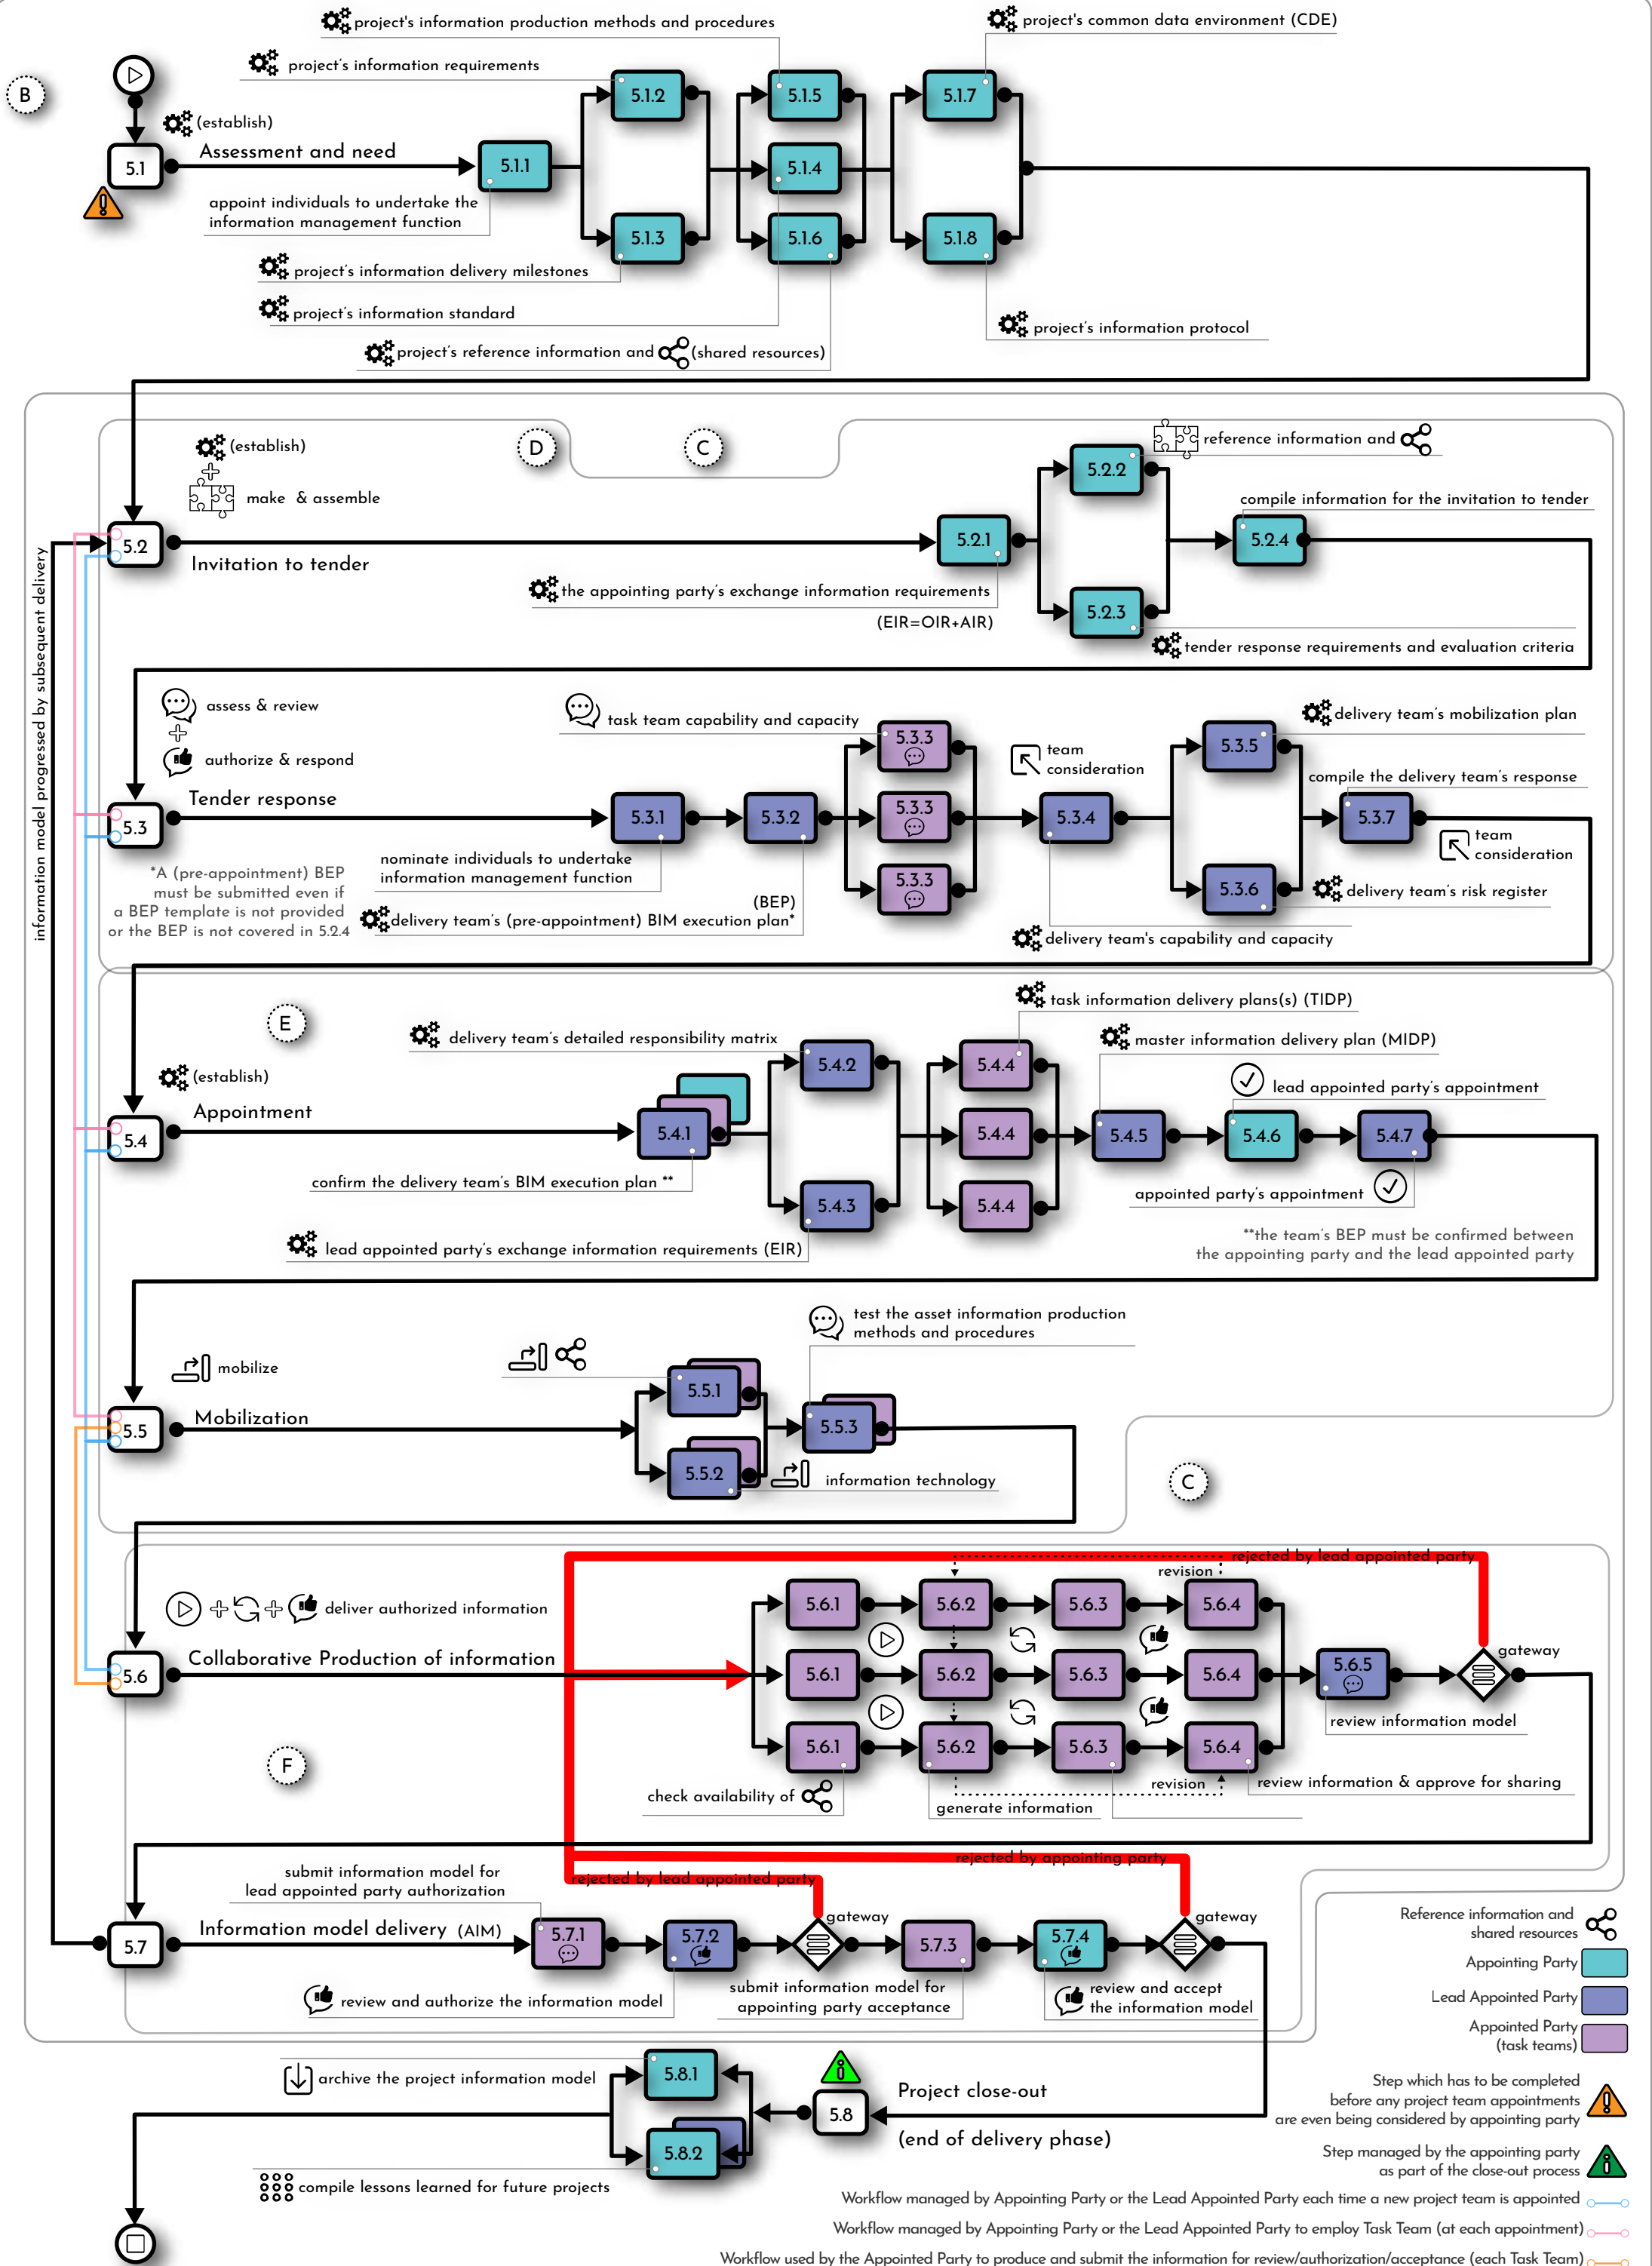 project's information production methods and procedures
project's common data environment (CDE)
project's information requirements
B
5.1.2
5.1.5
5.1.7
(establish)
5.1
Assessment and need
5.1.1
5.1.4
appoint individuals to undertake the
information management function
5.1.3
5.1.6
5.1.8
project's information delivery milestones
project's information standard
project's information protocol
project's reference information and
(shared resources)
D
C
(establish)
reference information and
5.2.2
make & assemble
compile information for the invitation to tender
5.2
5.2.1
5.2.4
Invitation to tender
the appointing party's exchange information requirements
(EIR=OIR+AIR)
5.2.3
tender response requirements and evaluation criteria
information model progressed by subsequent delivery
assess & review
task team capability and capacity
delivery team's mobilization plan
5.3.3
5.3.5
team
consideration
authorize & respond
compile the delivery team's response
Tender response
5.3
5.3.1
5.3.2
5.3.3
5.3.4
5.3.7
team
consideration
nominate individuals to undertake
information management function
*A (pre-appointment) BEP
must be submitted even if
a BEP template is not provided
or the BEP is not covered in 5.2.4
5.3.3
5.3.6
delivery team's risk register
(BEP)
delivery team's (pre-appointment) BIM execution plan*
delivery team's capability and capacity
E
task information delivery plans(s) (TIDP)
delivery team's detailed responsibility matrix
master information delivery plan (MIDP)
5.4.2
5.4.4
(establish)
lead appointed party's appointment
Appointment
5.4
5.4.1
5.4.4
5.4.5
5.4.6
5.4.7
confirm the delivery team's BIM execution plan **
appointed party's appointment
5.4.3
5.4.4
lead appointed party's exchange information requirements (EIR)
**the team's BEP must be confirmed between
the appointing party and the lead appointed party
test the asset information production
methods and procedures
mobilize
5.5.1
Mobilization
5.5
5.5.3
5.5.2
information technology
C
rejected by lead appointed party
revision
deliver authorized information
5.6.1
5.6.2
5.6.3
5.6.4
Collaborative Production of information
gateway
5.6
5.6.1
5.6.2
5.6.3
5.6.4
5.6.5
review information model
F
5.6.1
5.6.2
5.6.3
5.6.4
revision
review information & approve for sharing
check availability of
generate information
rejected by appointing party
submit information model for
lead appointed party authorization
rejected by lead appointed party
gateway
gateway
Information model delivery (AIM)
5.7
5.7.1
5.7.2
5.7.3
5.7.4
review and authorize the information model
submit information model for
appointing party acceptance
review and accept
the information model
Reference information and
shared resources
Appointing Party
Lead Appointed Party
Appointed Party
(task teams)
5.8.1
archive the project information model
Project close-out
5.8
(end of delivery phase)
5.8.2
compile lessons learned for future projects
Step which has to be completed
before any project team appointments
are even being considered by appointing party
Step managed by the appointing party
as part of the close-out process
Workflow managed by Appointing Party or the Lead Appointed Party each time a new project team is appointed
Workflow managed by Appointing Party or the Lead Appointed Party to employ Task Team (at each appointment)
Workflow used by the Appointed Party to produce and submit the information for review/authorization/acceptance (each Task Team)